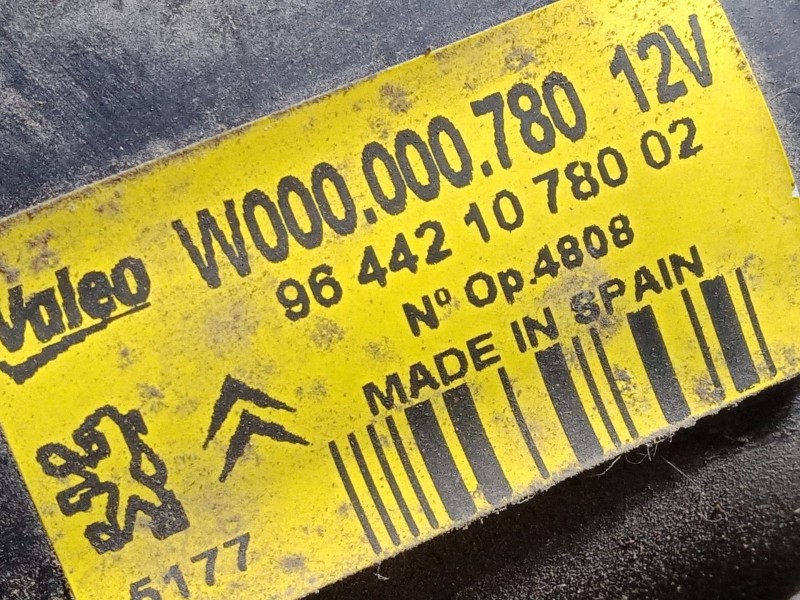 Valeo W000.000.780 12V
96 442 10 780 02
Nº Op.4808
MADE IN SPAIN
5177